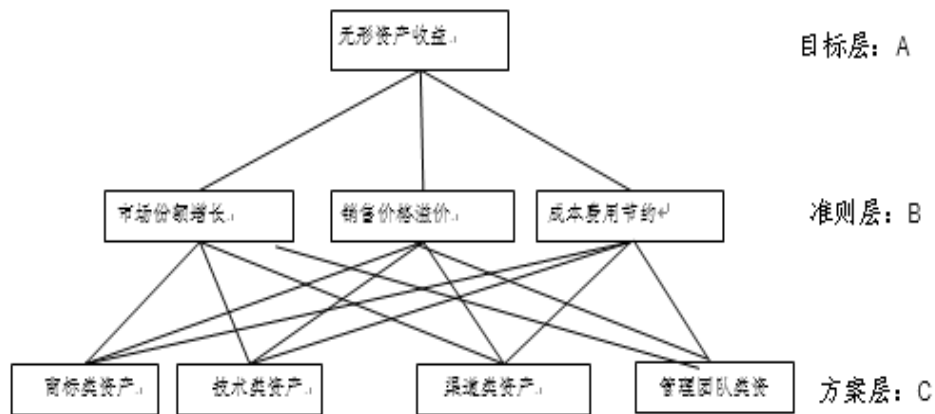 无形资产收益
目标层：A
市场份额增长
销售价格溢价
成本费用节约
准则层：B
商标类资产
技术类资产
渠道类资产
管理团队类资
方案层：C